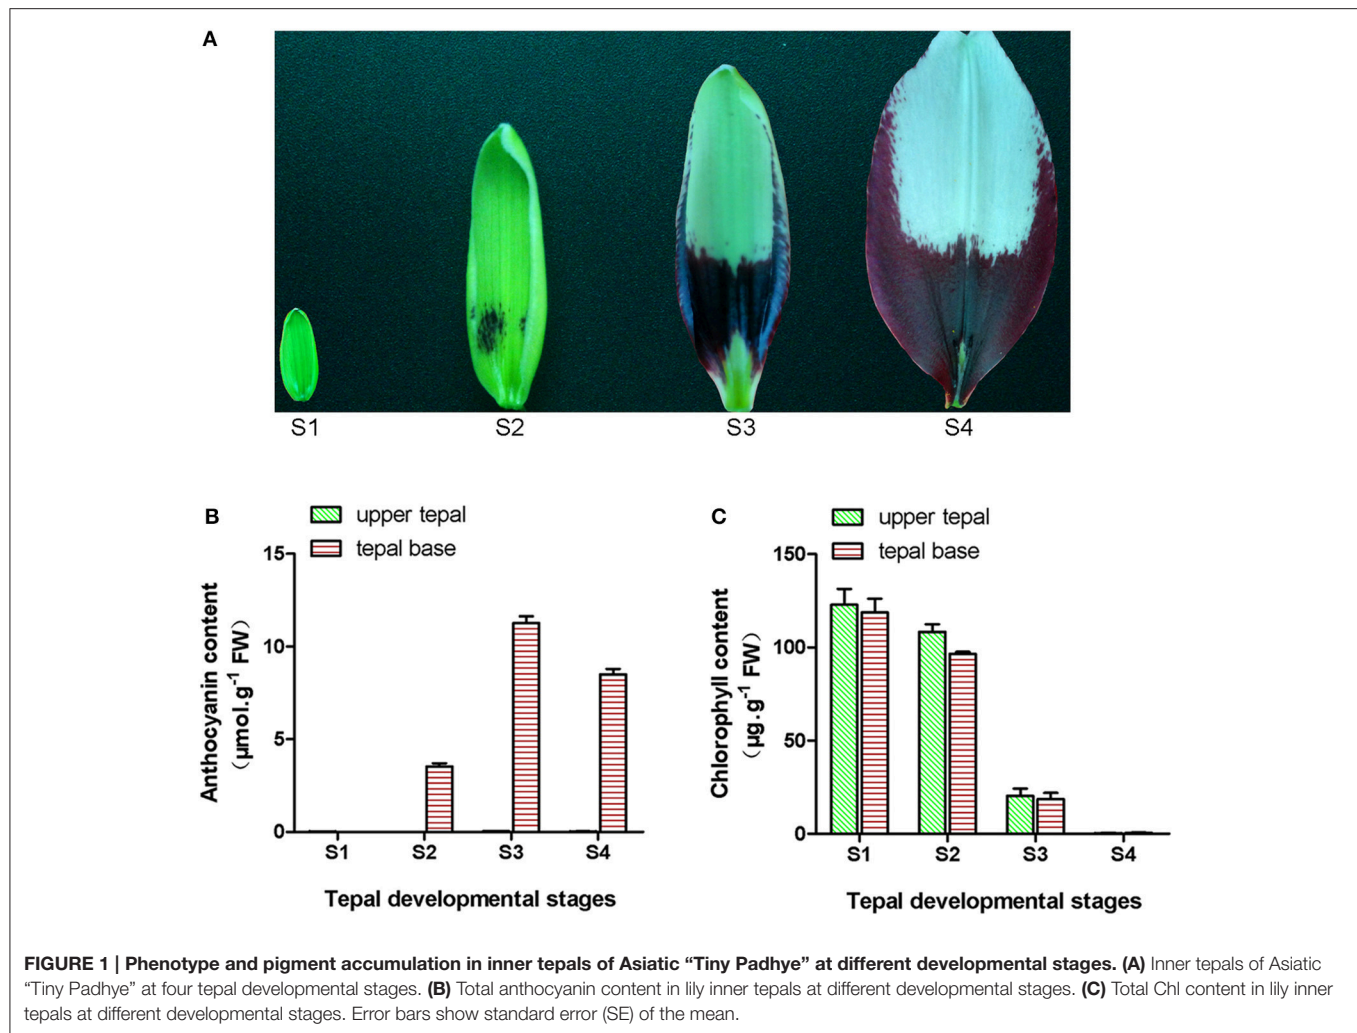 A
S1
S2
S3
S4
B
upper tepal
tepal base
15
10
5
0
Anthocyanin content
(μmol.g⁻¹ FW)
S1
S2
S3
S4
Tepal developmental stages
C
upper tepal
tepal base
150
100
50
0
Chlorophyll content
(μg.g⁻¹ FW)
S1
S2
S3
S4
Tepal developmental stages
FIGURE 1 | Phenotype and pigment accumulation in inner tepals of Asiatic “Tiny Padhye” at different developmental stages. (A) Inner tepals of Asiatic
“Tiny Padhye” at four tepal developmental stages. (B) Total anthocyanin content in lily inner tepals at different developmental stages. (C) Total Chl content in lily inner
tepals at different developmental stages. Error bars show standard error (SE) of the mean.